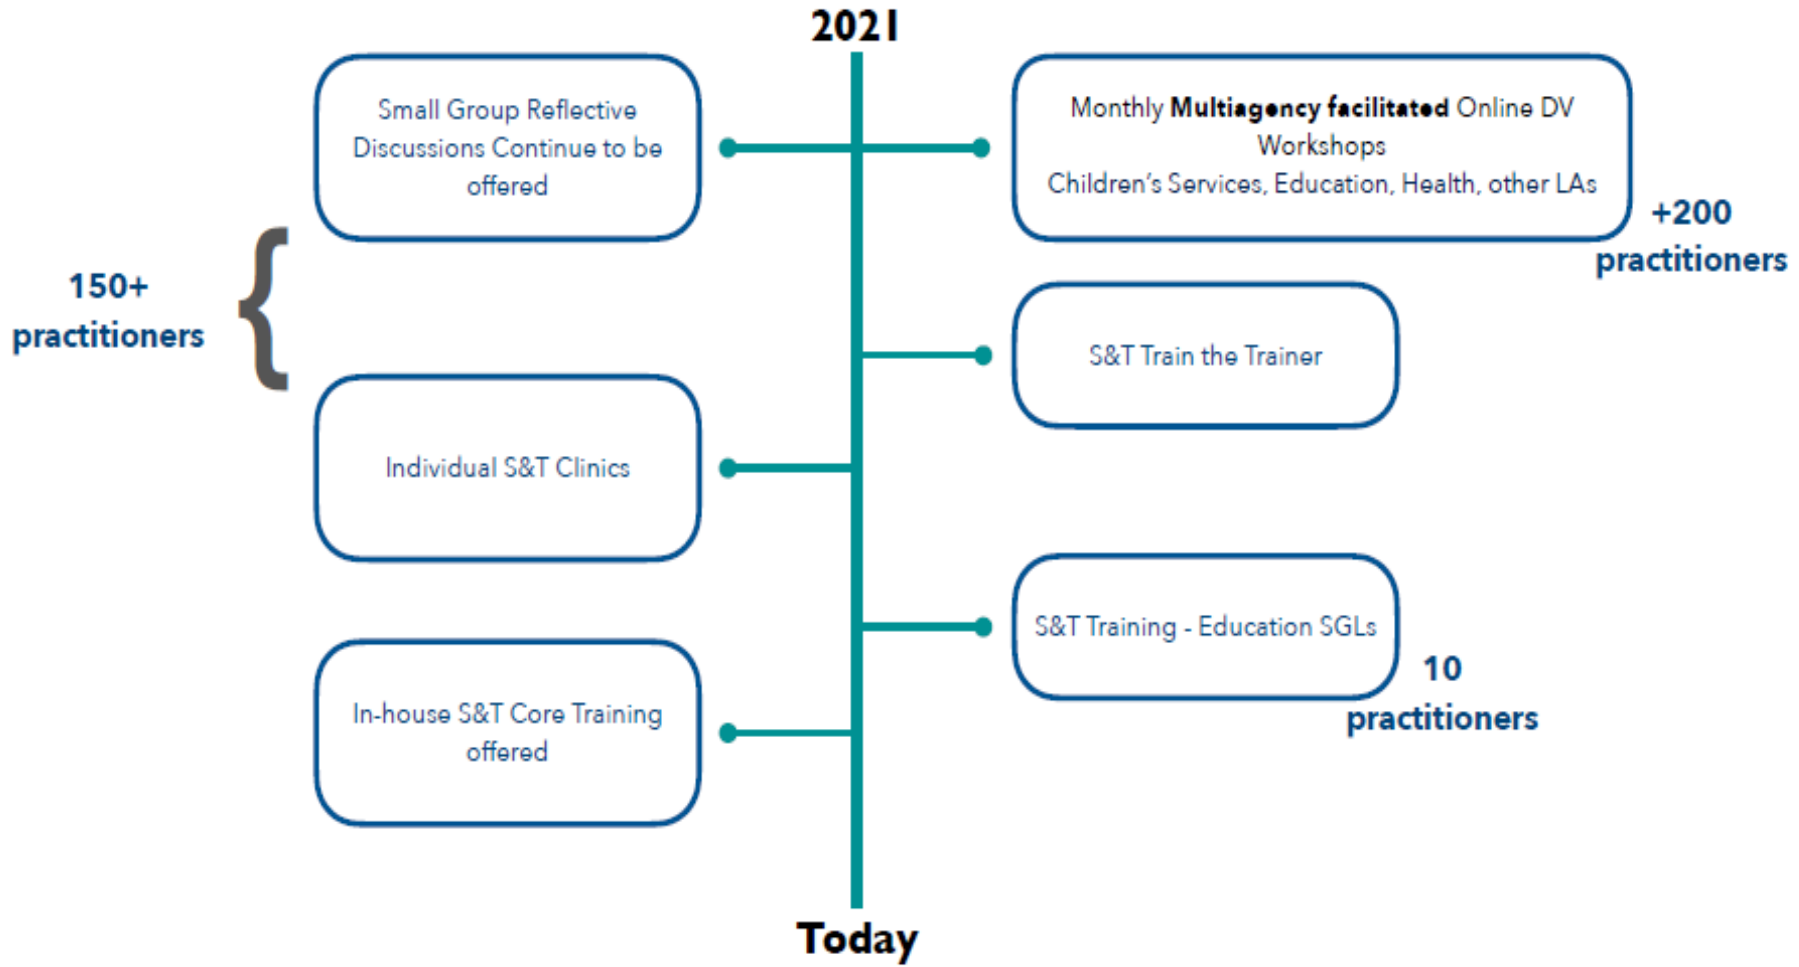 2021
Small Group Reflective
Discussions Continue to be
offered
Monthly Multiagency facilitated Online DV
Workshops
Children's Services, Education, Health, other LAs
+200
practitioners
150+
practitioners
S&T Train the Trainer
Individual S&T Clinics
S&T Training - Education SGLs
10
practitioners
In-house S&T Core Training
offered
Today